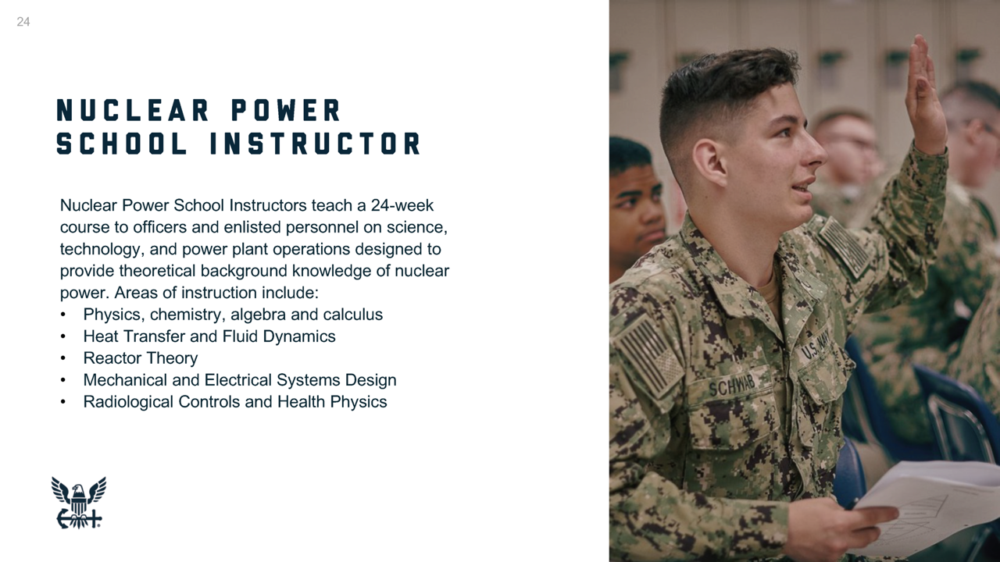 24
NUCLEAR POWER
SCHOOL INSTRUCTOR
Nuclear Power School Instructors teach a 24-week
course to officers and enlisted personnel on science,
technology, and power plant operations designed to
provide theoretical background knowledge of nuclear
power. Areas of instruction include:
• Physics, chemistry, algebra and calculus
• Heat Transfer and Fluid Dynamics
• Reactor Theory
• Mechanical and Electrical Systems Design
• Radiological Controls and Health Physics
U.S. NAVY
SCHWAB